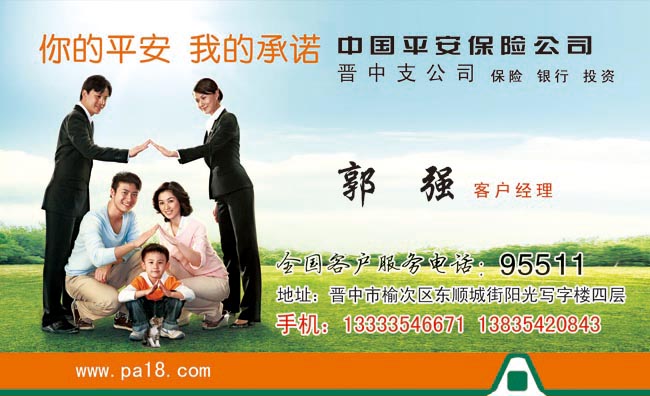 你的平安 我的承诺
中国平安保险公司
晋中支公司 保险 银行 投资
郭 强 客户经理
全国客户服务电话：95511
地址：晋中市榆次区东顺城街阳光写字楼四层
手机：13333546671 13835420843
www.pa18.com